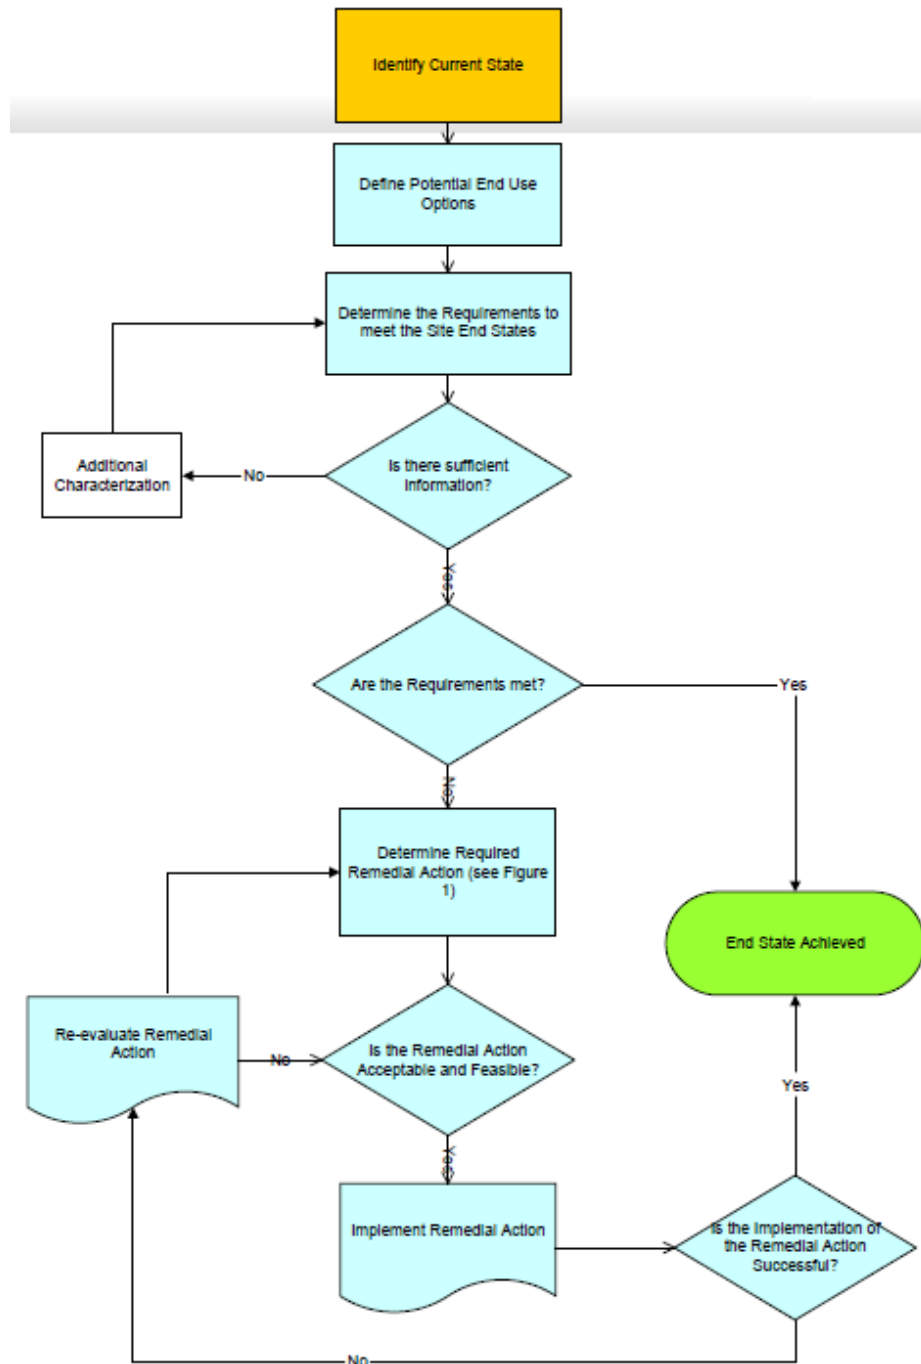 Identify Current State
Define Potential End Use
Options
Determine the Requirements to
meet the Site End States
Additional
Characterization
No
Is there sufficient
Information?
Yes
Are the Requirements met?
Yes
No
Determine Required
Remedial Action (see Figure
1)
End State Achieved
Re-evaluate Remedial
Action
No
Is the Remedial Action
Acceptable and Feasible?
Yes
Yes
Implement Remedial Action
Is the Implementation of
the Remedial Action
Successful?
No